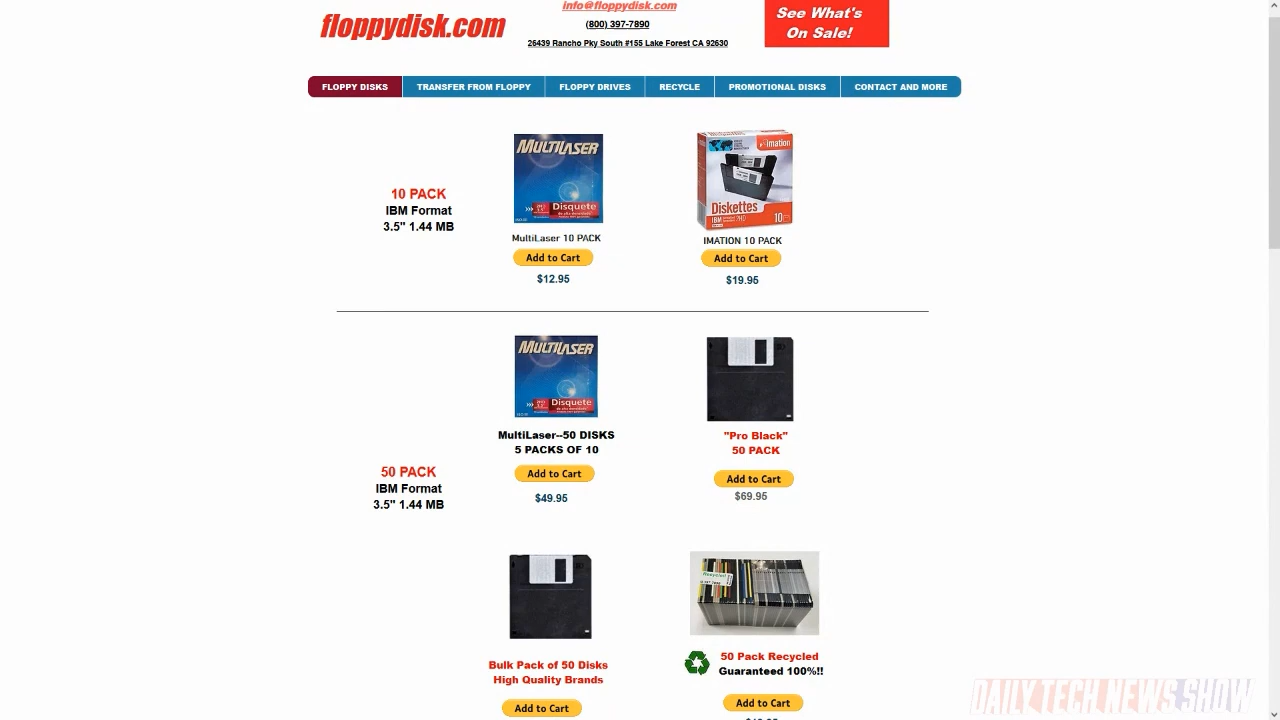 info@floppydisk.com
floppydisk.com
(800) 397-7890
26439 Rancho Pky South #155 Lake Forest CA 92630
See What's
On Sale!
FLOPPY DISKS
TRANSFER FROM FLOPPY
FLOPPY DRIVES
RECYCLE
PROMOTIONAL DISKS
CONTACT AND MORE
10 PACK
IBM Format
3.5" 1.44 MB
MULTILASER
Disquete
MultiLaser 10 PACK
Add to Cart
$12.95
imation
Diskettes
IBM
10
IMATION 10 PACK
Add to Cart
$19.95
50 PACK
IBM Format
3.5" 1.44 MB
MULTILASER
Disquete
MultiLaser--50 DISKS
5 PACKS OF 10
Add to Cart
$49.95
"Pro Black"
50 PACK
Add to Cart
$69.95
Bulk Pack of 50 Disks
High Quality Brands
Add to Cart
50 Pack Recycled
Guaranteed 100%!!
Add to Cart
DAILY TECH NEWS SHOW